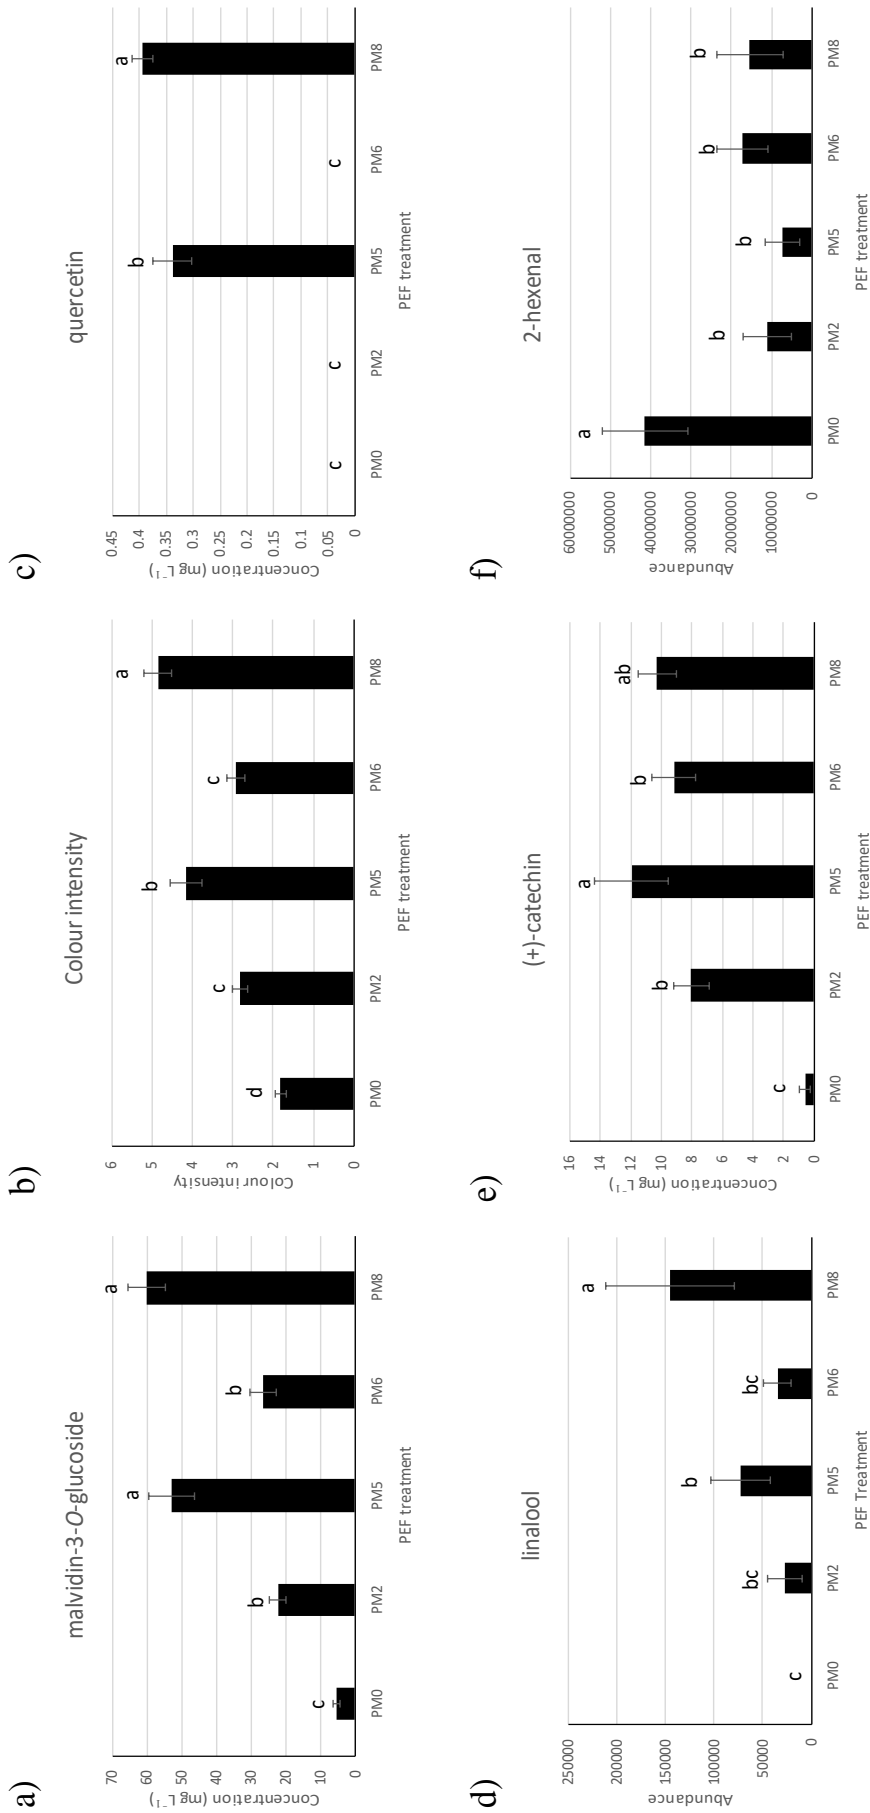 a)
malvidin-3-O-glucoside
Concentration (mg L⁻¹)
70
60
50
40
30
20
10
0
c
b
a
b
a
PM0 PM2 PM5 PM6 PM8
PEF treatment
b)
Colour intensity
Colour intensity
6
5
4
3
2
1
0
d
c
b
c
a
PM0 PM2 PM5 PM6 PM8
PEF treatment
c)
quercetin
Concentration (mg L⁻¹)
0.45
0.4
0.35
0.3
0.25
0.2
0.15
0.1
0.05
0
c
c
b
c
a
PM0 PM2 PM5 PM6 PM8
PEF treatment
d)
linalool
Abundance
250000
200000
150000
100000
50000
0
c
bc
b
bc
a
PM0 PM2 PM5 PM6 PM8
PEF Treatment
e)
(+)-catechin
Concentration (mg L⁻¹)
16
14
12
10
8
6
4
2
0
c
b
a
b
ab
PM0 PM2 PM5 PM6 PM8
PEF treatment
f)
2-hexenal
Abundance
60000000
50000000
40000000
30000000
20000000
10000000
0
a
b
b
b
b
PM0 PM2 PM5 PM6 PM8
PEF treatment